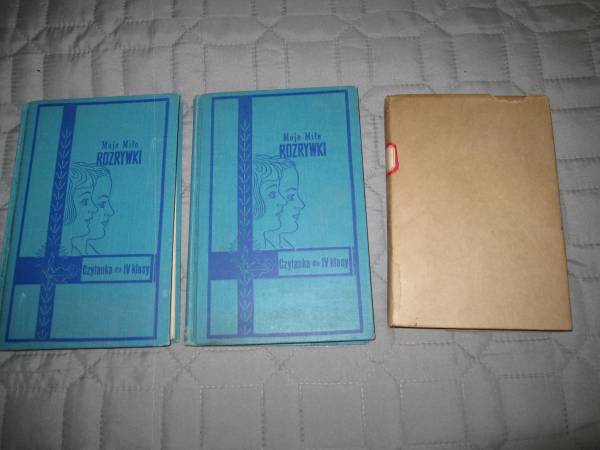 Moje Miłe
ROZRYWKI
Czytanka dla IV klasy
Moje Miłe
ROZRYWKI
Czytanka dla IV klasy